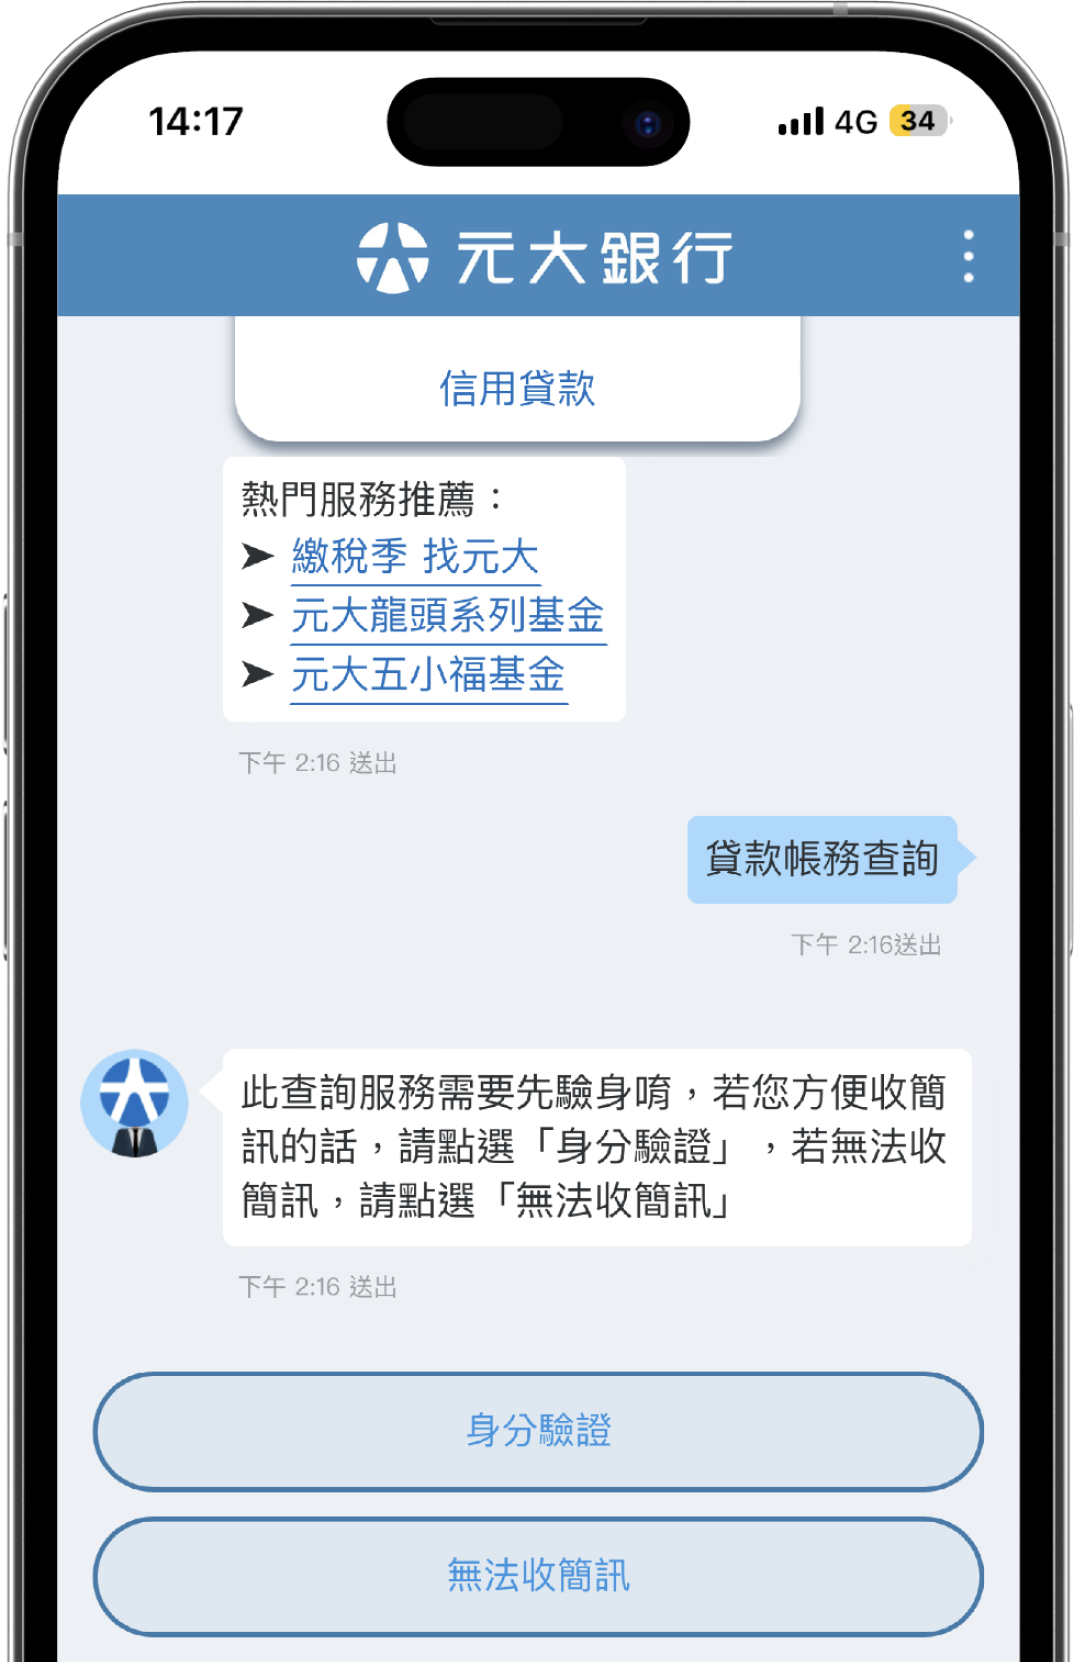 14:17
4G 34
元大銀行
信用貸款
熱門服務推薦：
➤ 繳稅季 找元大
➤ 元大龍頭系列基金
➤ 元大五小福基金
下午 2:16 送出
貸款帳務查詢
下午 2:16送出
此查詢服務需要先驗身唷，若您方便收簡
訊的話，請點選「身分驗證」，若無法收
簡訊，請點選「無法收簡訊」
下午 2:16 送出
身分驗證
無法收簡訊